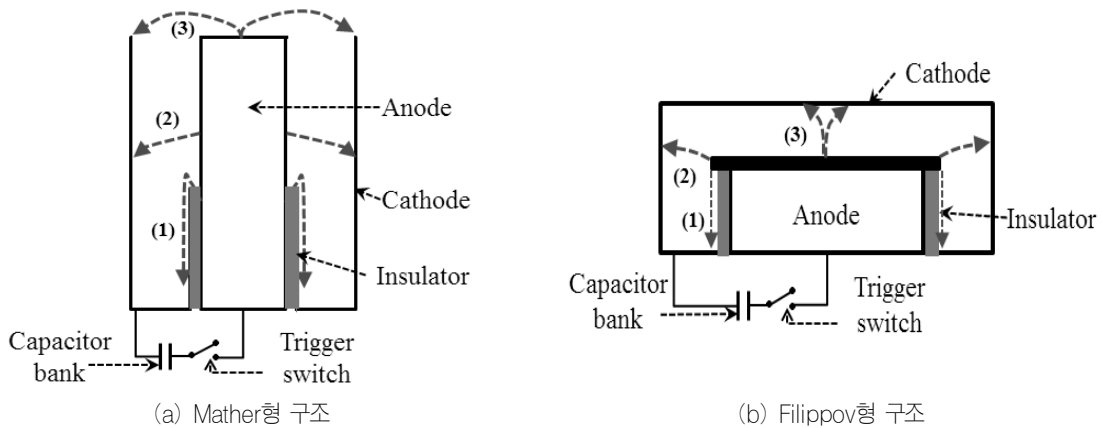 (3)
Anode
(2)
Cathode
(1)
Insulator
Capacitor
bank
Trigger
switch
(a) Mather형 구조
Cathode
(3)
(2)
(1)
Anode
Insulator
Capacitor
bank
Trigger
switch
(b) Filippov형 구조